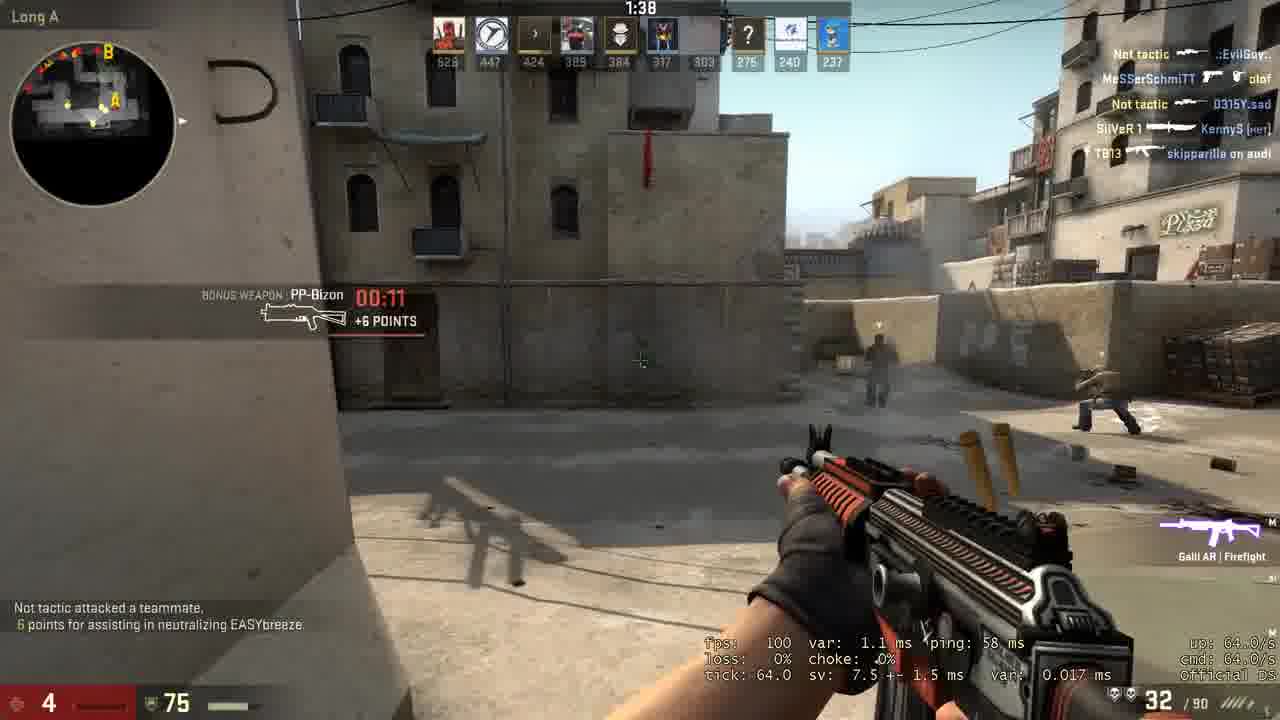 Long A
1:38
B
A
528 447 424 389 384 317 303 275 240 237
?
Not tactic .:EvilGuy:.
MeSSerSchmiTT olof
Not tactic D315Y.sad
SilVeR 1 KennyS
TB13 skipparilla on audi
Pizza
BONUS WEAPON: PP-Bizon 00:11
+6 POINTS
Galil AR | Firefight
Not tactic attacked a teammate.
6 points for assisting in neutralizing EASYbreeze.
fps: 100 var: 1.1 ms ping: 58 ms
loss: 0% choke: 0%
tick: 64.0 sv: 7.5 +- 1.5 ms var: 0.017 ms
up: 64.0/s
cmd: 64.0/s
Official DS
4 75
32 / 90